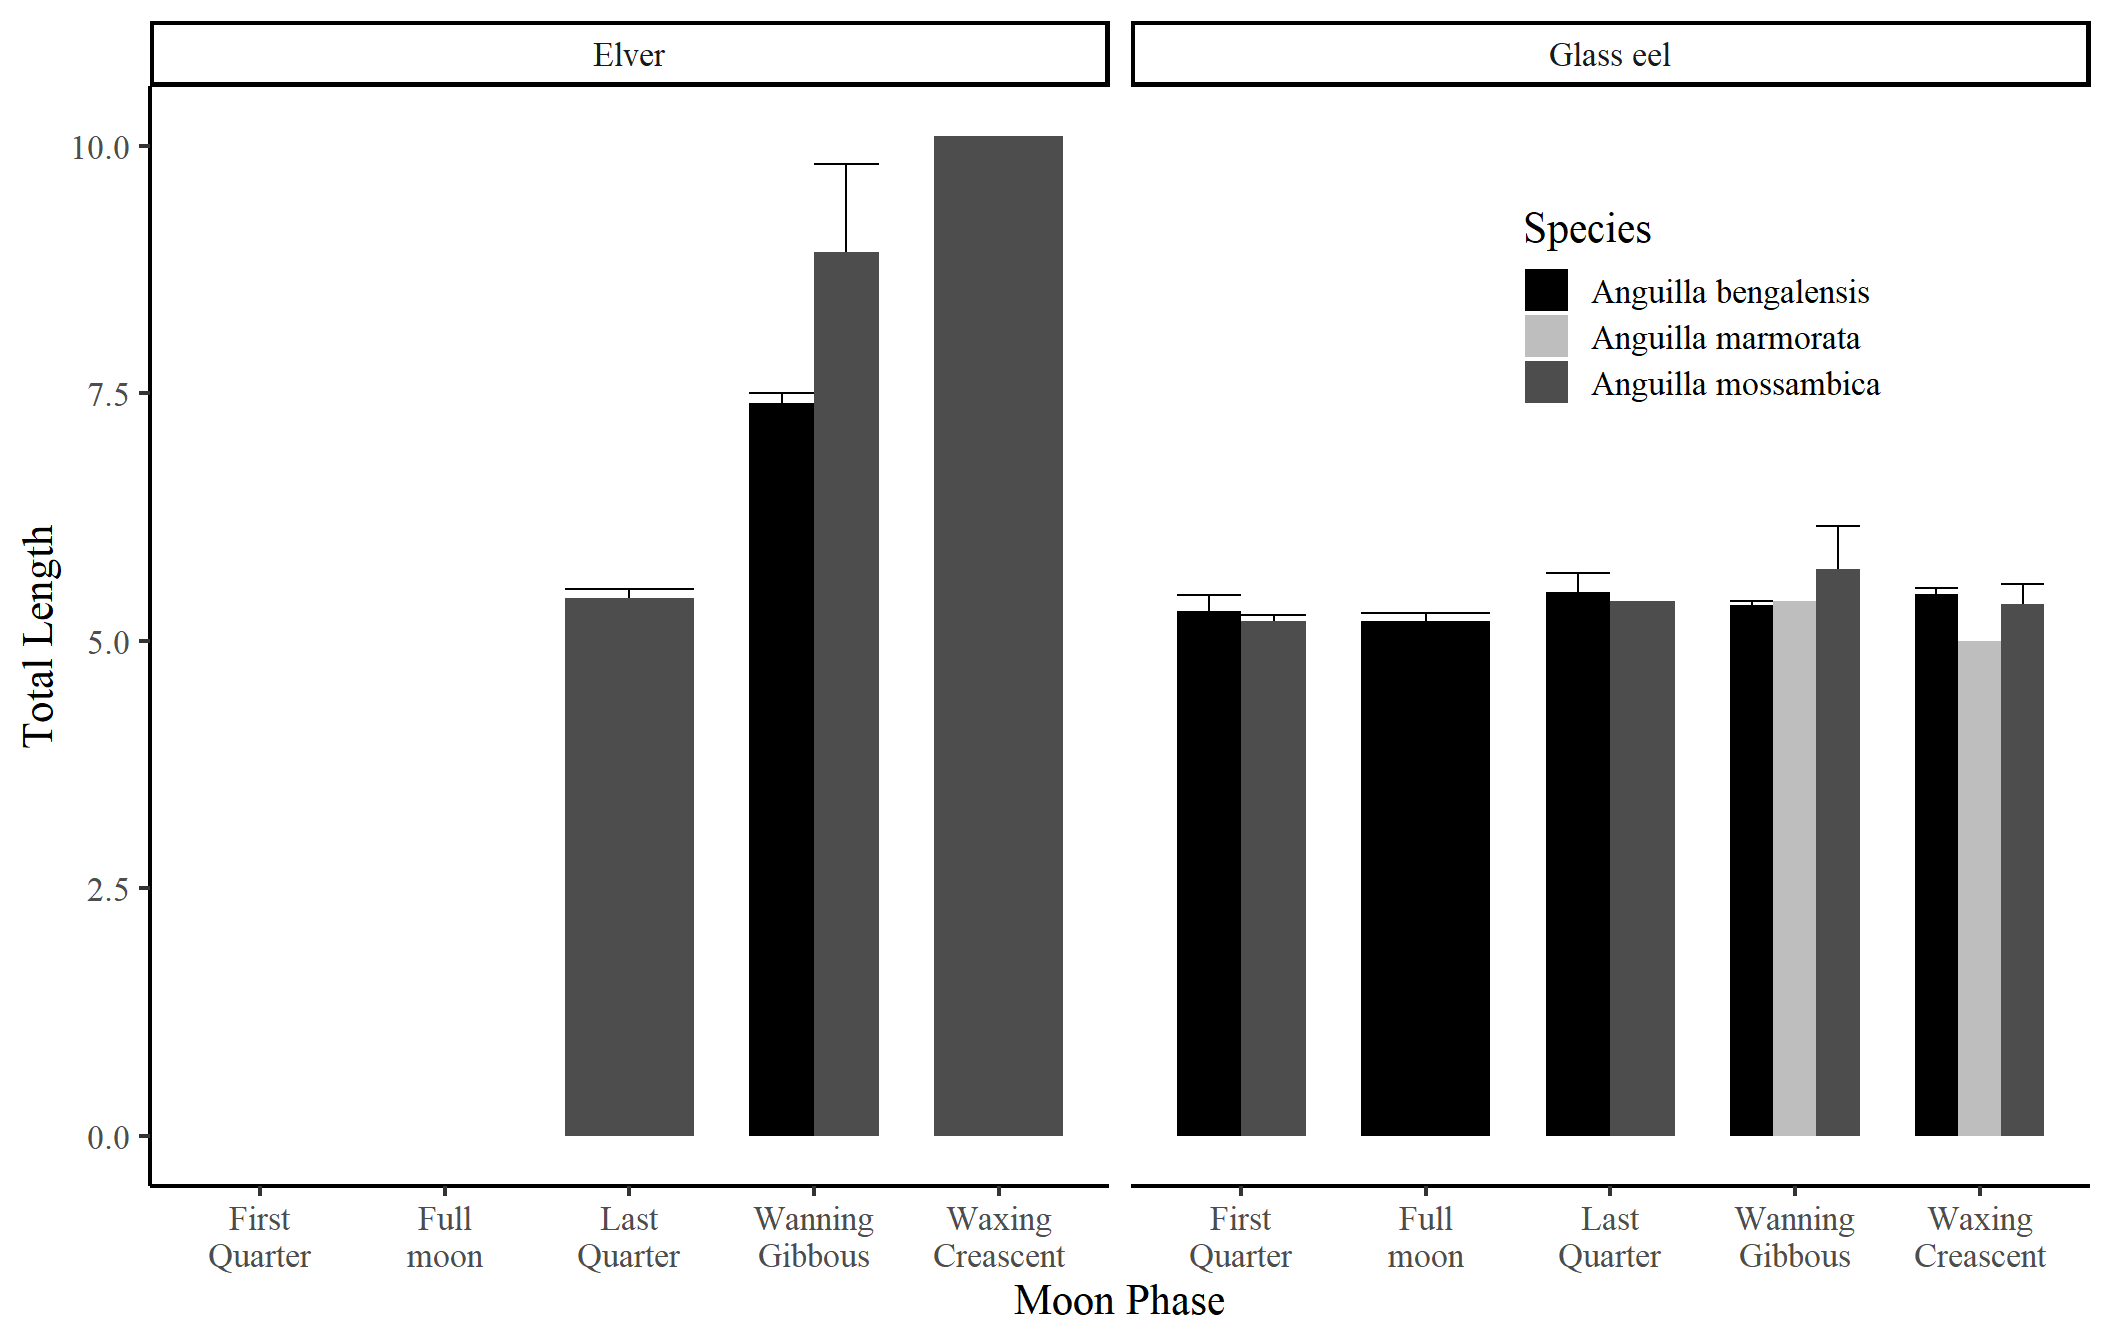 Elver
Glass eel
Species
Anguilla bengalensis
Anguilla marmorata
Anguilla mossambica
Total Length
10.0
7.5
5.0
2.5
0.0
First
Quarter
Full
moon
Last
Quarter
Wanning
Gibbous
Waxing
Creascent
First
Quarter
Full
moon
Last
Quarter
Wanning
Gibbous
Waxing
Creascent
Moon Phase